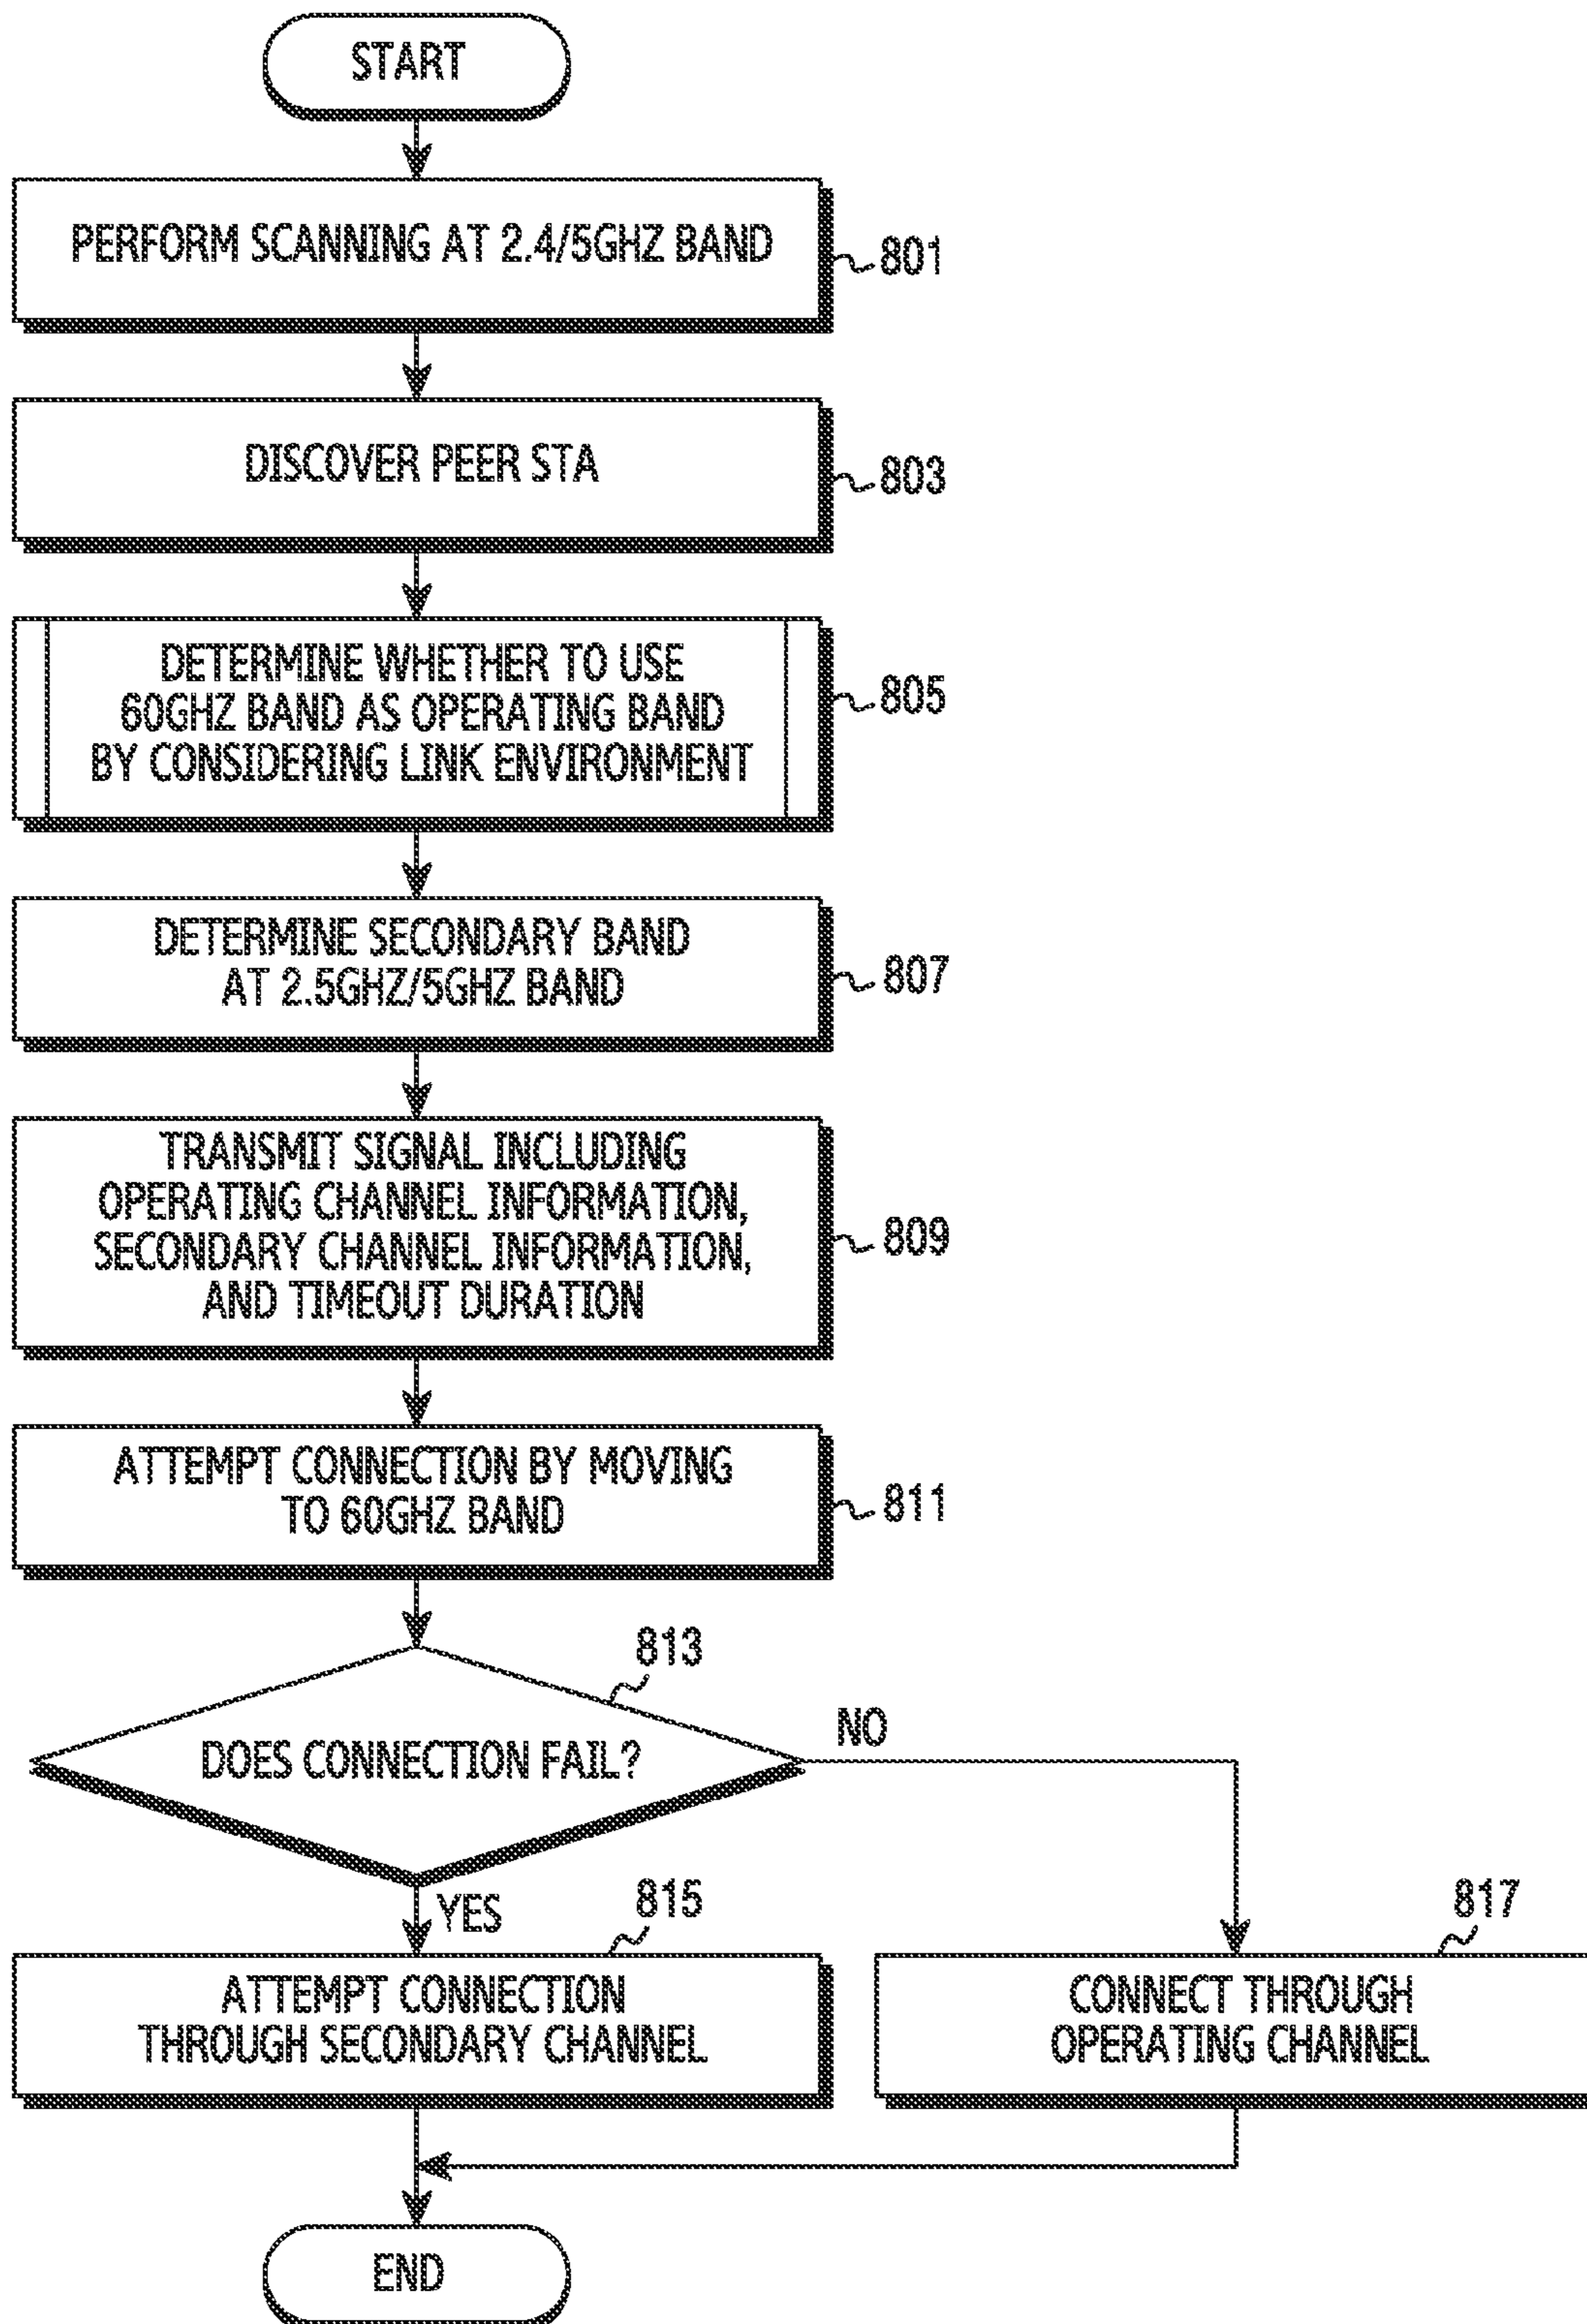 START
PERFORM SCANNING AT 2.4/5GHZ BAND
801
DISCOVER PEER STA
803
DETERMINE WHETHER TO USE
60GHZ BAND AS OPERATING BAND
BY CONSIDERING LINK ENVIRONMENT
805
DETERMINE SECONDARY BAND
AT 2.5GHZ/5GHZ BAND
807
TRANSMIT SIGNAL INCLUDING
OPERATING CHANNEL INFORMATION,
SECONDARY CHANNEL INFORMATION,
AND TIMEOUT DURATION
809
ATTEMPT CONNECTION BY MOVING
TO 60GHZ BAND
811
813
DOES CONNECTION FAIL?
NO
YES
815
ATTEMPT CONNECTION
THROUGH SECONDARY CHANNEL
817
CONNECT THROUGH
OPERATING CHANNEL
END